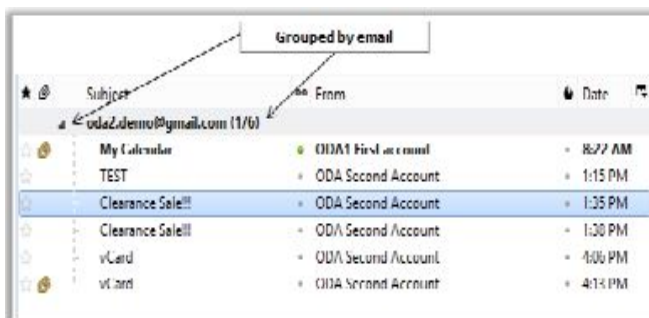 Grouped by email
Subject From Date
oda2.demo@gmail.com (1/6)
My Calendar ODA1 First account 8:22 AM
TEST ODA Second Account 1:15 PM
Clearance Sale!!! ODA Second Account 1:35 PM
Clearance Sale!!! ODA Second Account 1:38 PM
vCard ODA Second Account 4:06 PM
vCard ODA Second Account 4:13 PM